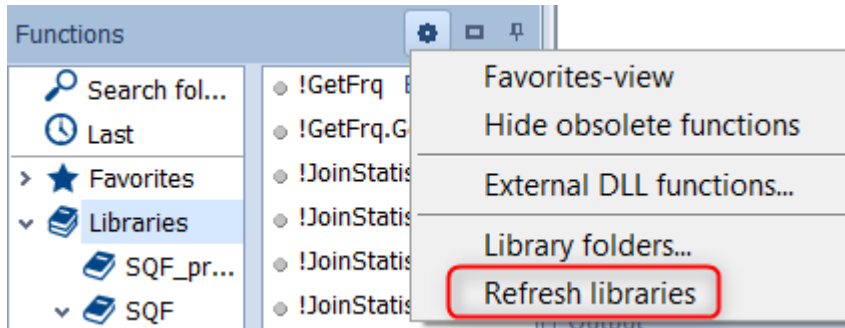 Functions
Search fol...
Last
Favorites
Libraries
SQF_pr...
SQF
!GetFrq
!GetFrq.G
!JoinStatis
!JoinStatis
!JoinStatis
!JoinStatis
Favorites-view
Hide obsolete functions
External DLL functions...
Library folders...
Refresh libraries